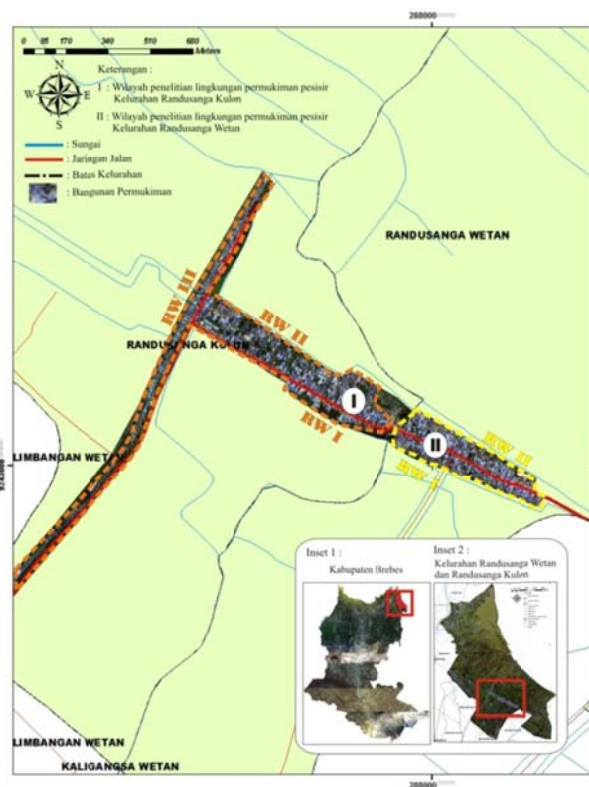 288000
0 85 170 340 510 680
Meters
N
W E
S
Keterangan :
I : Wilayah penelitian lingkungan permukiman pesisir
Kelurahan Randusanga Kulon
II : Wilayah penelitian lingkungan permukiman pesisir
Kelurahan Randusanga Wetan
: Sungai
: Jaringan Jalan
: Batas Kelurahan
: Bangunan Permukiman
RANDUSANGA WETAN
RW III
RW II
RANDUSANGA KULON
I
RW I
II
RW II
RW
LIMBANGAN WETAN
9243000
Inset 1 :
Kabupaten Brebes
Inset 2 :
Kelurahan Randusanga Wetan
dan Randusanga Kulon
LIMBANGAN WETAN
KALIGANGSA WETAN
288000